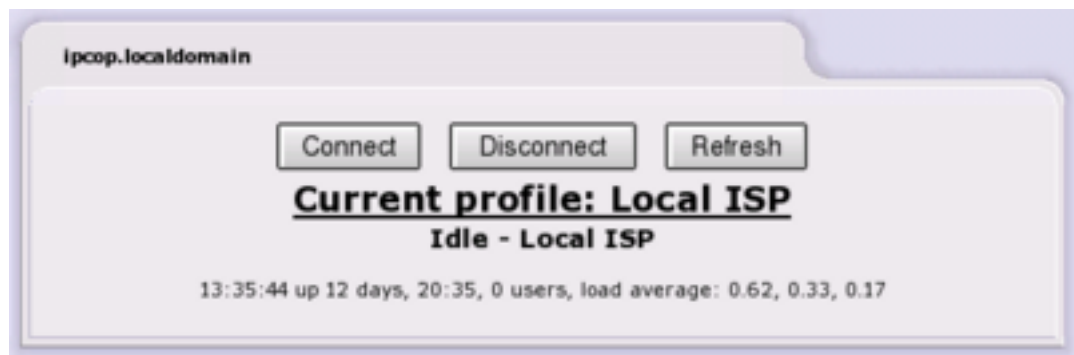 ipcop.localdomain
Connect Disconnect Refresh
Current profile: Local ISP
Idle - Local ISP
13:35:44 up 12 days, 20:35, 0 users, load average: 0.62, 0.33, 0.17